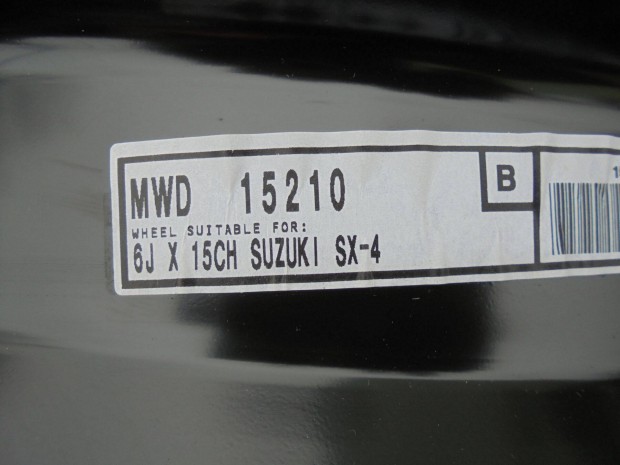 MWD 15210
B
WHEEL SUITABLE FOR:
6J X 15CH SUZUKI SX-4